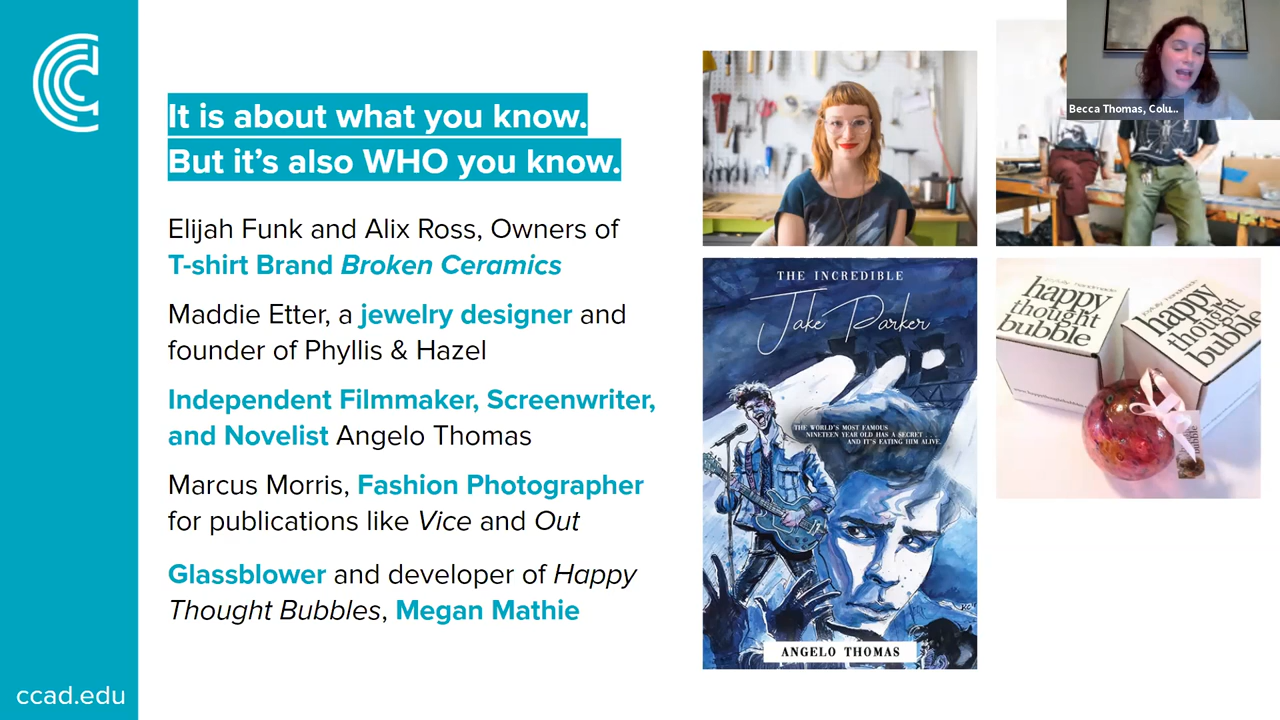 It is about what you know.
But it’s also WHO you know.
Elijah Funk and Alix Ross, Owners of
T-shirt Brand Broken Ceramics
Maddie Etter, a jewelry designer and
founder of Phyllis & Hazel
Independent Filmmaker, Screenwriter,
and Novelist Angelo Thomas
Marcus Morris, Fashion Photographer
for publications like Vice and Out
Glassblower and developer of Happy
Thought Bubbles, Megan Mathie
ccad.edu
Becca Thomas, Colu...
THE INCREDIBLE
Jake Parker
THE WORLD'S MOST FAMOUS
NINETEEN YEAR OLD HAS A SECRET . . .
AND IT'S EATING HIM ALIVE.
ANGELO THOMAS
happy
thought
bubble
happy
thought
bubble